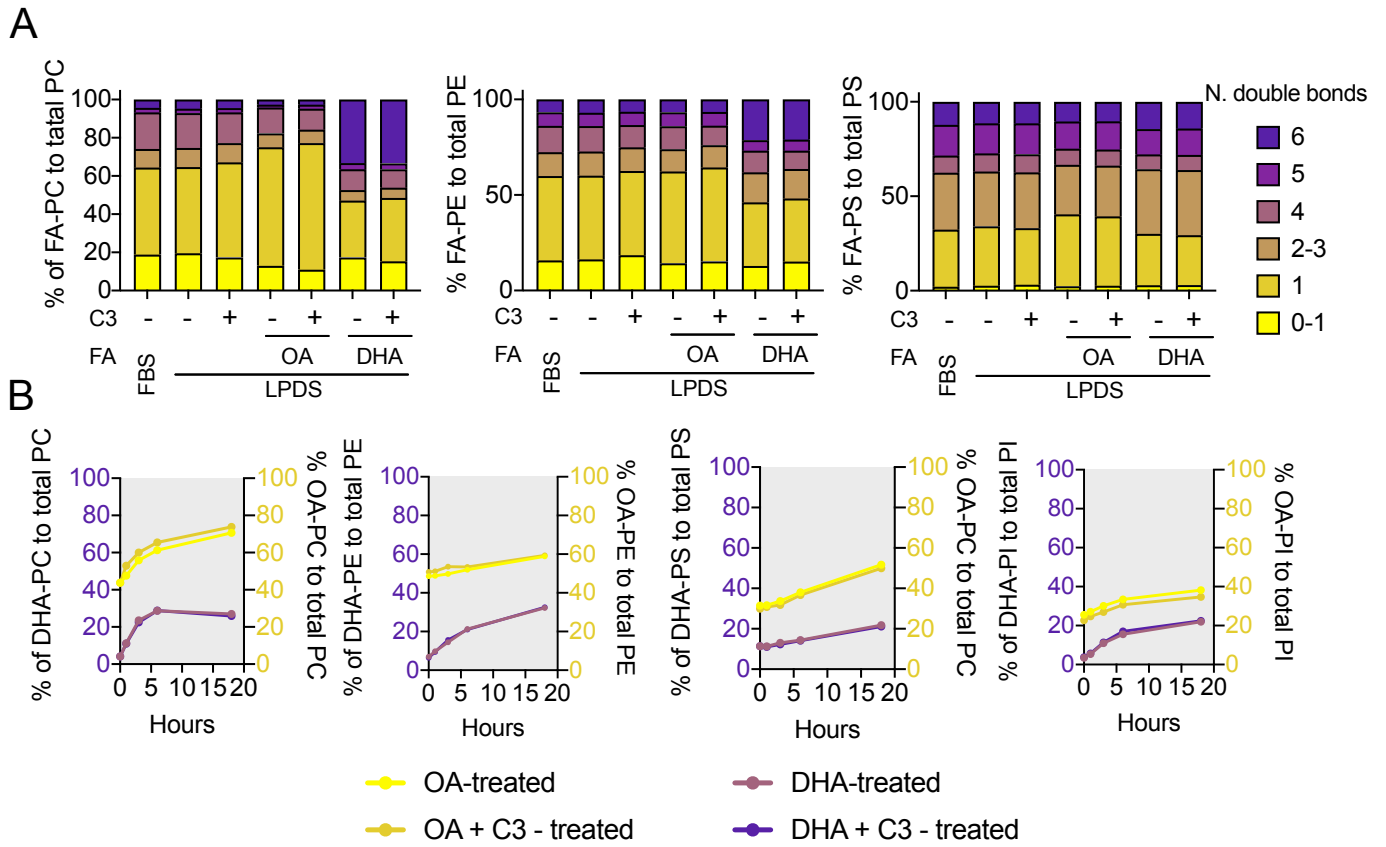 A
% of FA-PC to tatal PC
100
80
60
40
20
0
C3 - - + - + - +
FA FBS OA DHA
LPDS
% FA-PE to total PE
100
50
0
C3 - - + - + - +
FA FBS OA DHA
LPDS
% FA-PS to total PS
100
50
0
C3 - - + - + - +
FA FBS OA DHA
LPDS
N. double bonds
6
5
4
2-3
1
0-1
B
% of DHA-PC to total PC
100
80
60
40
20
0
0 5 10 15 20
Hours
100
80
60
40
20
0
% OA-PC to total PC
% of DHA-PE to total PE
100
80
60
40
20
0
0 5 10 15 20
Hours
100
80
60
40
20
0
% OA-PE to total PE
% of DHA-PS to total PS
100
80
60
40
20
0
0 5 10 15 20
Hours
100
80
60
40
20
0
% OA-PC to total PC
% of DHA-PI to total PI
100
80
60
40
20
0
0 5 10 15 20
Hours
100
80
60
40
20
0
% OA-PI to total PI
OA-treated
DHA-treated
OA + C3 - treated
DHA + C3 - treated